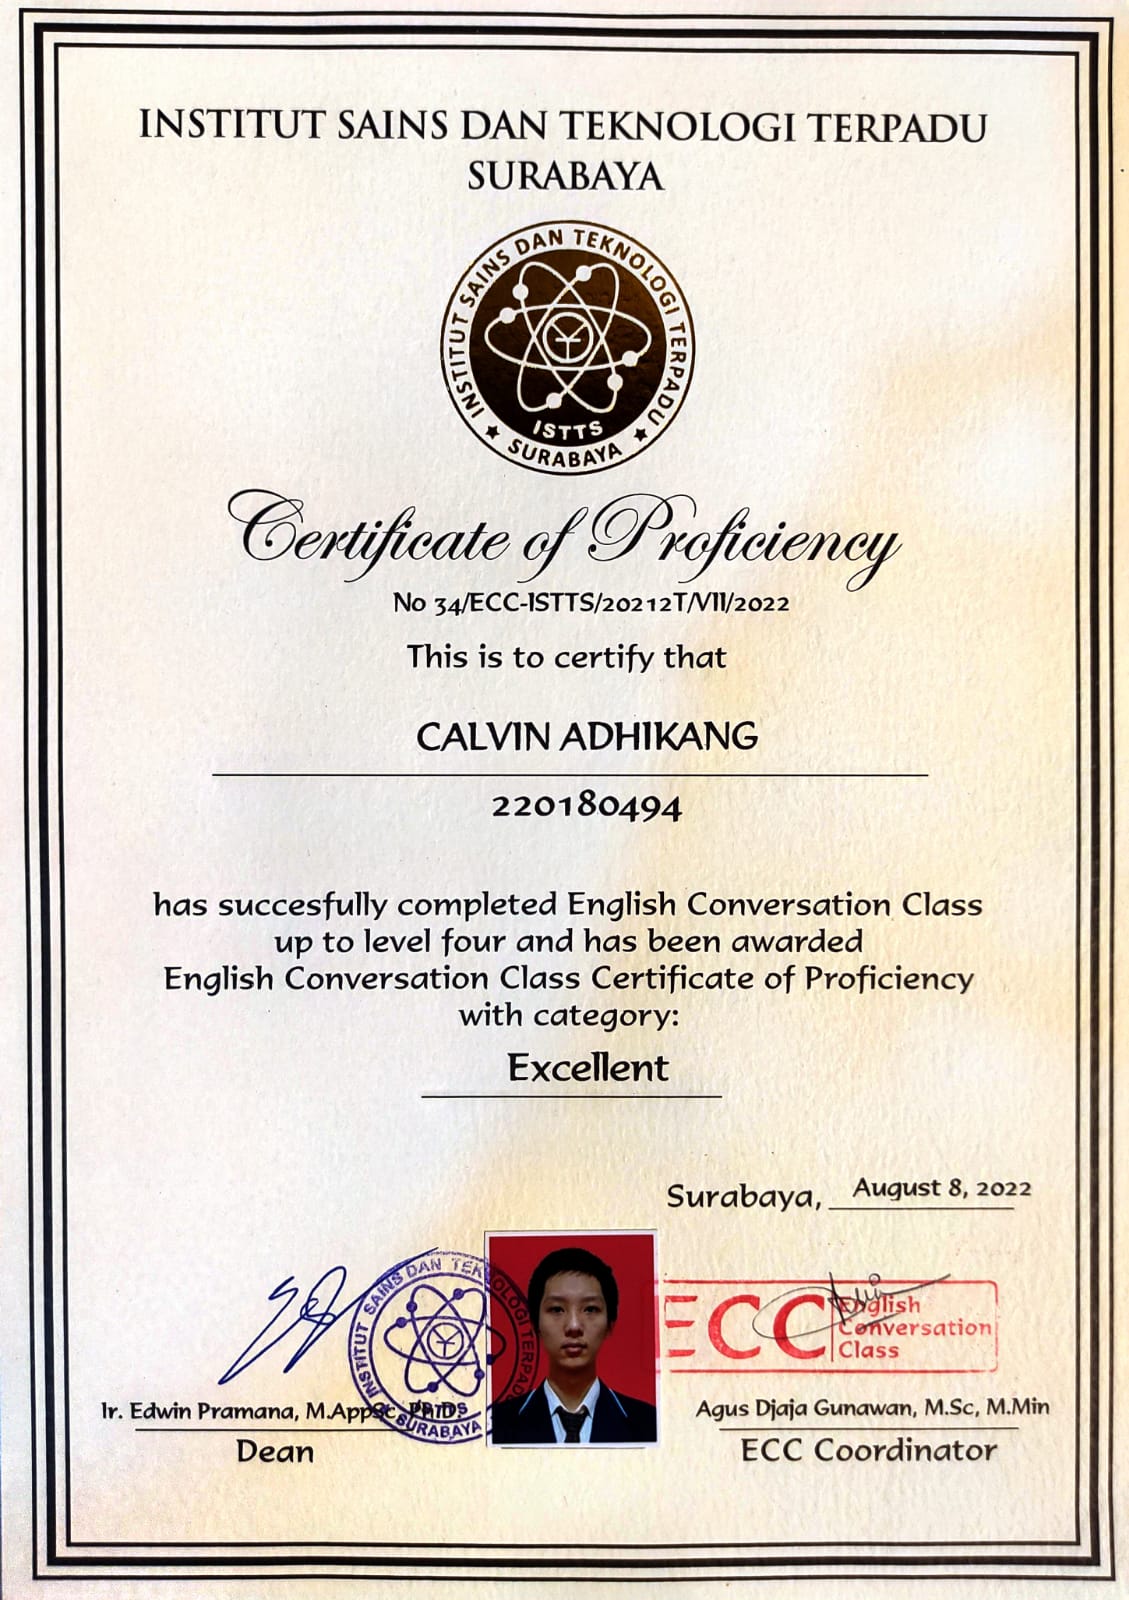 INSTITUT SAINS DAN TEKNOLOGI TERPADU
SURABAYA
INSTITUT SAINS DAN TEKNOLOGI TERPADU
ISTTS
SURABAYA
Certificate of Proficiency
No 34/ECC-ISTTS/20212T/VII/2022
This is to certify that
CALVIN ADHIKANG
220180494
has succesfully completed English Conversation Class
up to level four and has been awarded
English Conversation Class Certificate of Proficiency
with category:
Excellent
Surabaya, August 8, 2022
INSTITUT SAINS DAN TEKNOLOGI TERPADU
SURABAYA
ECC
English
Conversation
Class
Ir. Edwin Pramana, M.AppSc, Ph.D.
Dean
Agus Djaja Gunawan, M.Sc, M.Min
ECC Coordinator